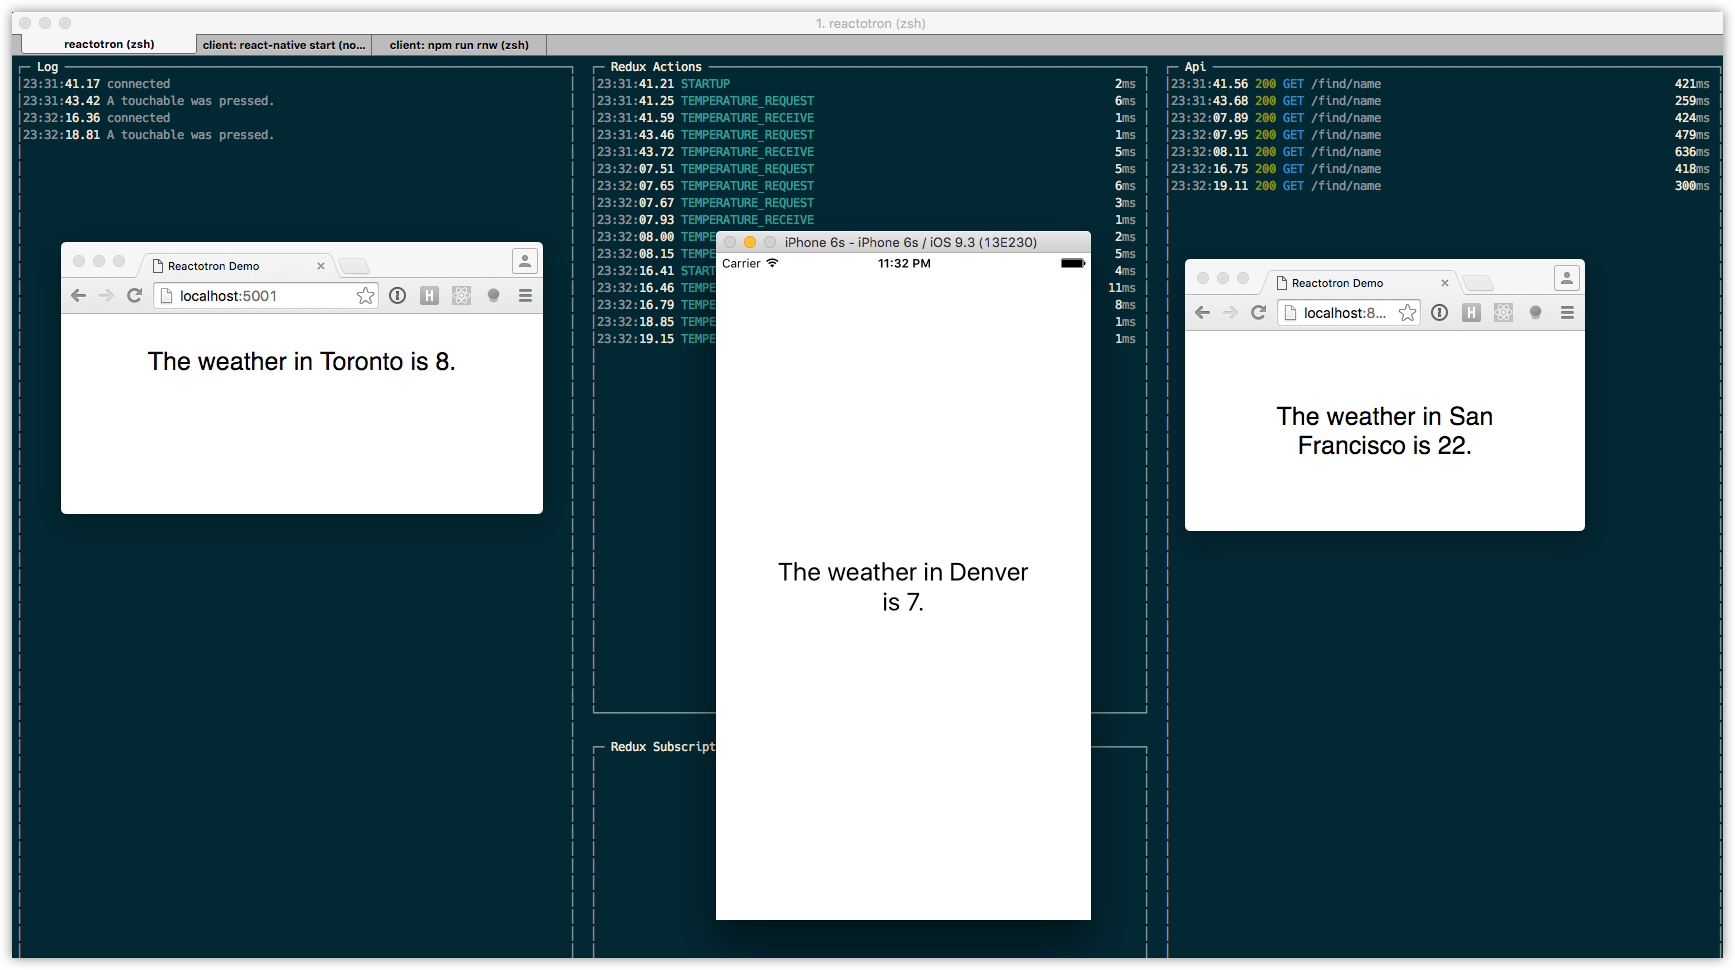 1. reactotron (zsh)
reactotron (zsh)
client: react-native start (no...
client: npm run rnw (zsh)
Log
23:31:41.17 connected
23:31:43.42 A touchable was pressed.
23:32:16.36 connected
23:32:18.81 A touchable was pressed.
Redux Actions
23:31:41.21 STARTUP 2ms
23:31:41.25 TEMPERATURE_REQUEST 6ms
23:31:41.59 TEMPERATURE_RECEIVE 1ms
23:31:43.46 TEMPERATURE_REQUEST 1ms
23:31:43.72 TEMPERATURE_RECEIVE 5ms
23:32:07.51 TEMPERATURE_REQUEST 5ms
23:32:07.65 TEMPERATURE_REQUEST 6ms
23:32:07.67 TEMPERATURE_REQUEST 3ms
23:32:07.93 TEMPERATURE_RECEIVE 1ms
23:32:08.00 TEMPE 2ms
23:32:08.15 TEMPE 5ms
23:32:16.41 START 4ms
23:32:16.46 TEMPE 11ms
23:32:16.79 TEMPE 8ms
23:32:18.85 TEMPE 1ms
23:32:19.15 TEMPE 1ms
Redux Subscript
Api
23:31:41.56 200 GET /find/name 421ms
23:31:43.68 200 GET /find/name 259ms
23:32:07.89 200 GET /find/name 424ms
23:32:07.95 200 GET /find/name 479ms
23:32:08.11 200 GET /find/name 636ms
23:32:16.75 200 GET /find/name 418ms
23:32:19.11 200 GET /find/name 300ms
Reactotron Demo
localhost:5001
H
The weather in Toronto is 8.
iPhone 6s - iPhone 6s / iOS 9.3 (13E230)
Carrier 11:32 PM
The weather in Denver
is 7.
Reactotron Demo
localhost:8...
H
The weather in San
Francisco is 22.